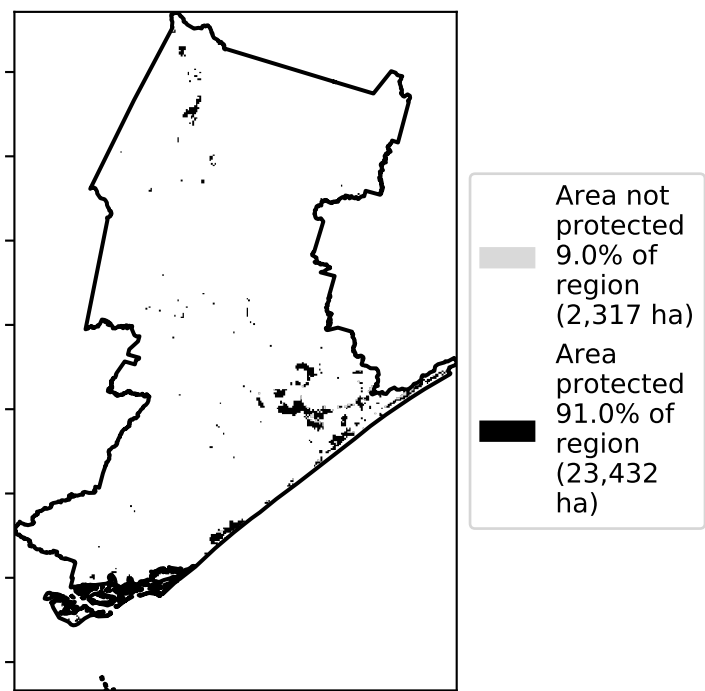 Area not
protected
9.0% of
region
(2,317 ha)
Area
protected
91.0% of
region
(23,432
ha)